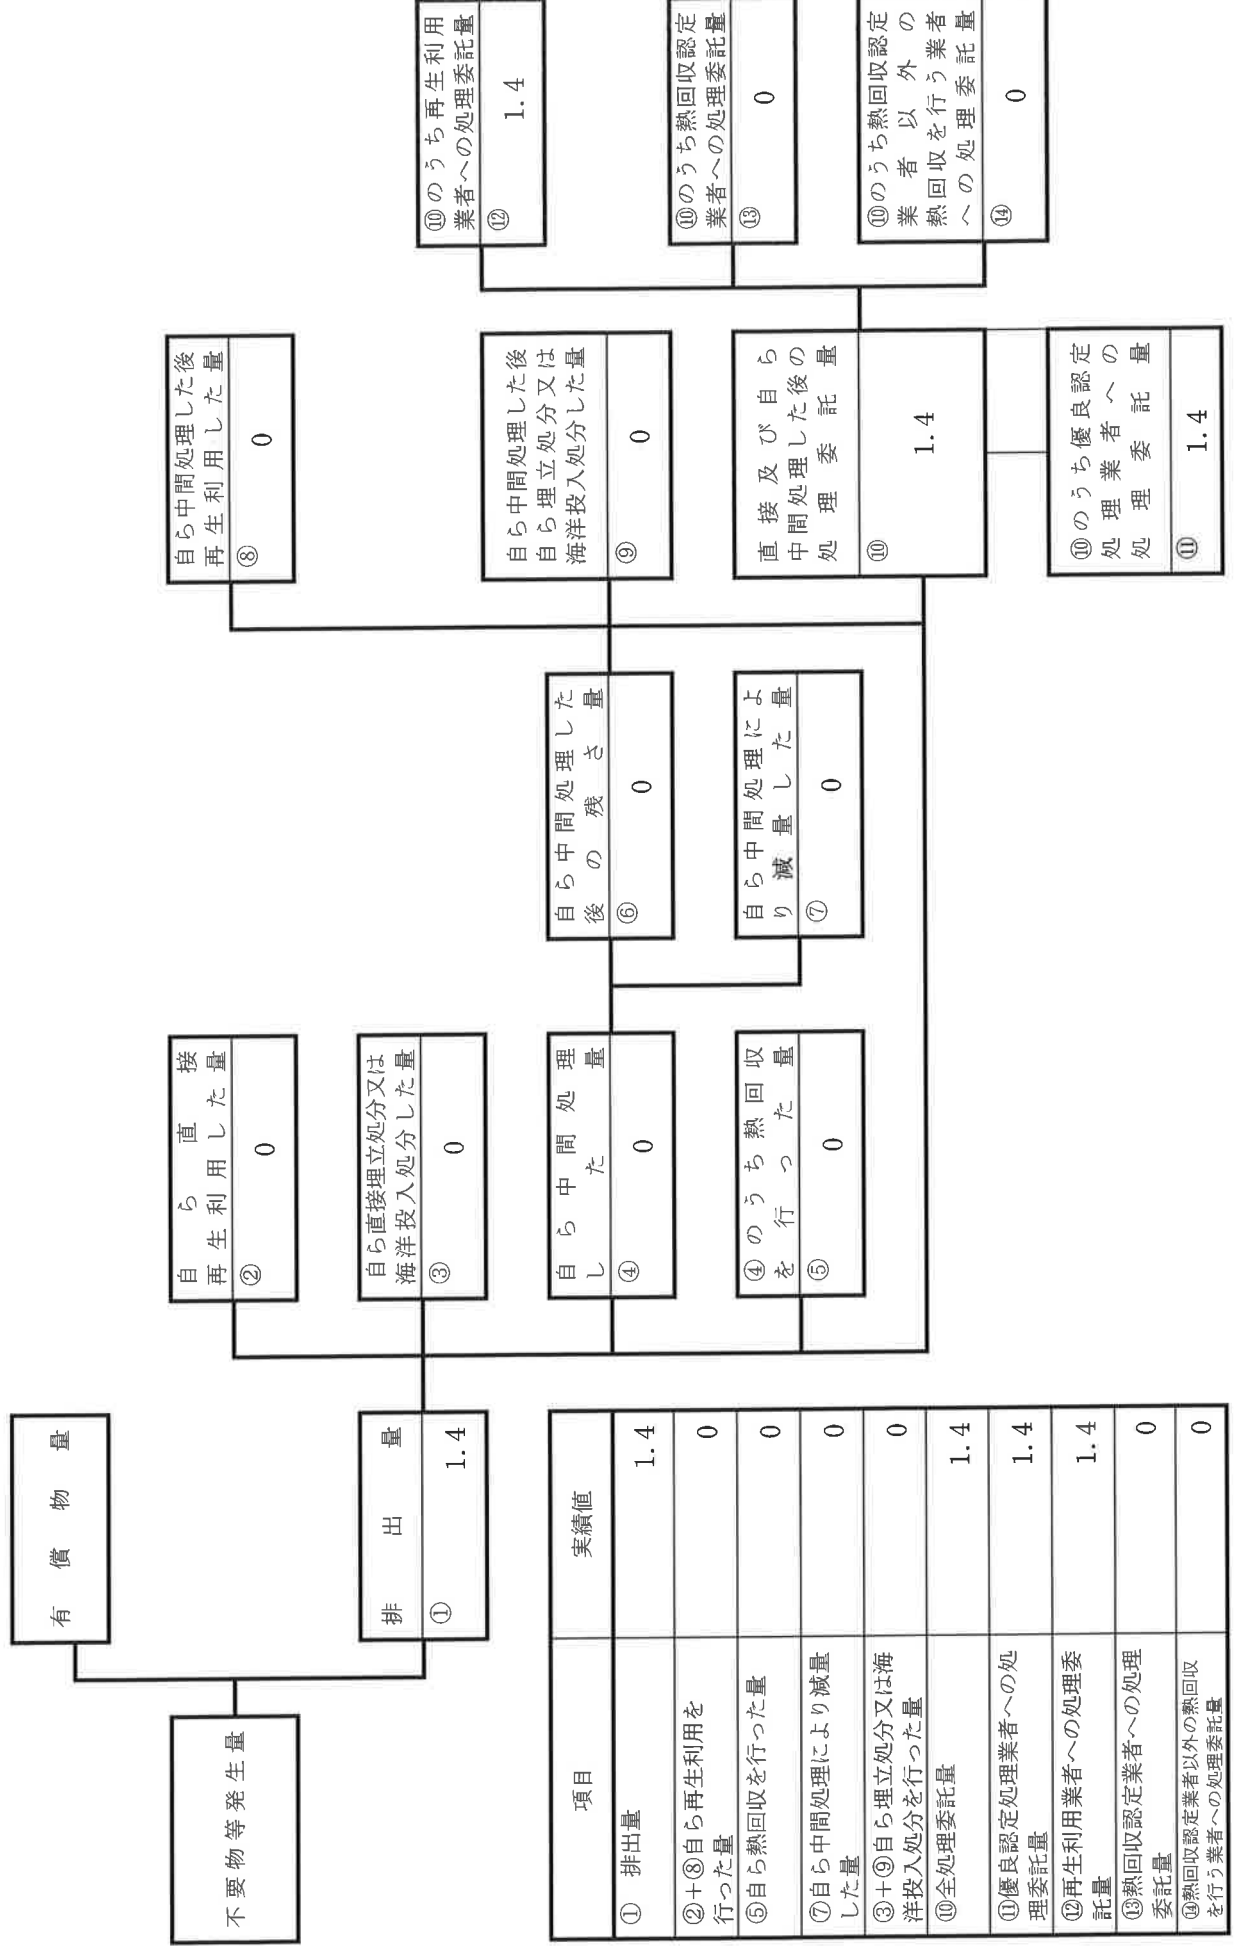 不要物等発生量
有償物量
排出量
① 1.4
自ら直接
再生利用した量
② 0
自ら直接埋立処分又は
海洋投入処分した量
③ 0
自ら中間処理
した量
④ 0
④のうち熱回収
を行った量
⑤ 0
自ら中間処理した
後の残さ量
⑥ 0
自ら中間処理によ
り減量した量
⑦ 0
自ら中間処理した後
再生利用した量
⑧ 0
自ら中間処理した後
自ら埋立処分又は
海洋投入処分した量
⑨ 0
直接及び自ら
中間処理した後の
処理委託量
⑩ 1.4
⑩のうち優良認定
処理業者への
処理委託量
⑪ 1.4
⑩のうち再生利用
業者への処理委託量
⑫ 1.4
⑩のうち熱回収認定
業者への処理委託量
⑬ 0
⑩のうち熱回収認定
業者以外の
熱回収を行う業者
への処理委託量
⑭ 0
項目 実績値
① 排出量 1.4
②+⑧自ら再生利用を
行った量 0
⑤自ら熱回収を行った量 0
⑦自ら中間処理により減量
した量 0
③+⑨自ら埋立処分又は海
洋投入処分を行った量 0
⑩全処理委託量 1.4
⑪優良認定処理業者への処
理委託量 1.4
⑫再生利用業者への処理委
託量 1.4
⑬熱回収認定業者への処理
委託量 0
⑭熱回収認定業者以外の熱回収
を行う業者への処理委託量 0